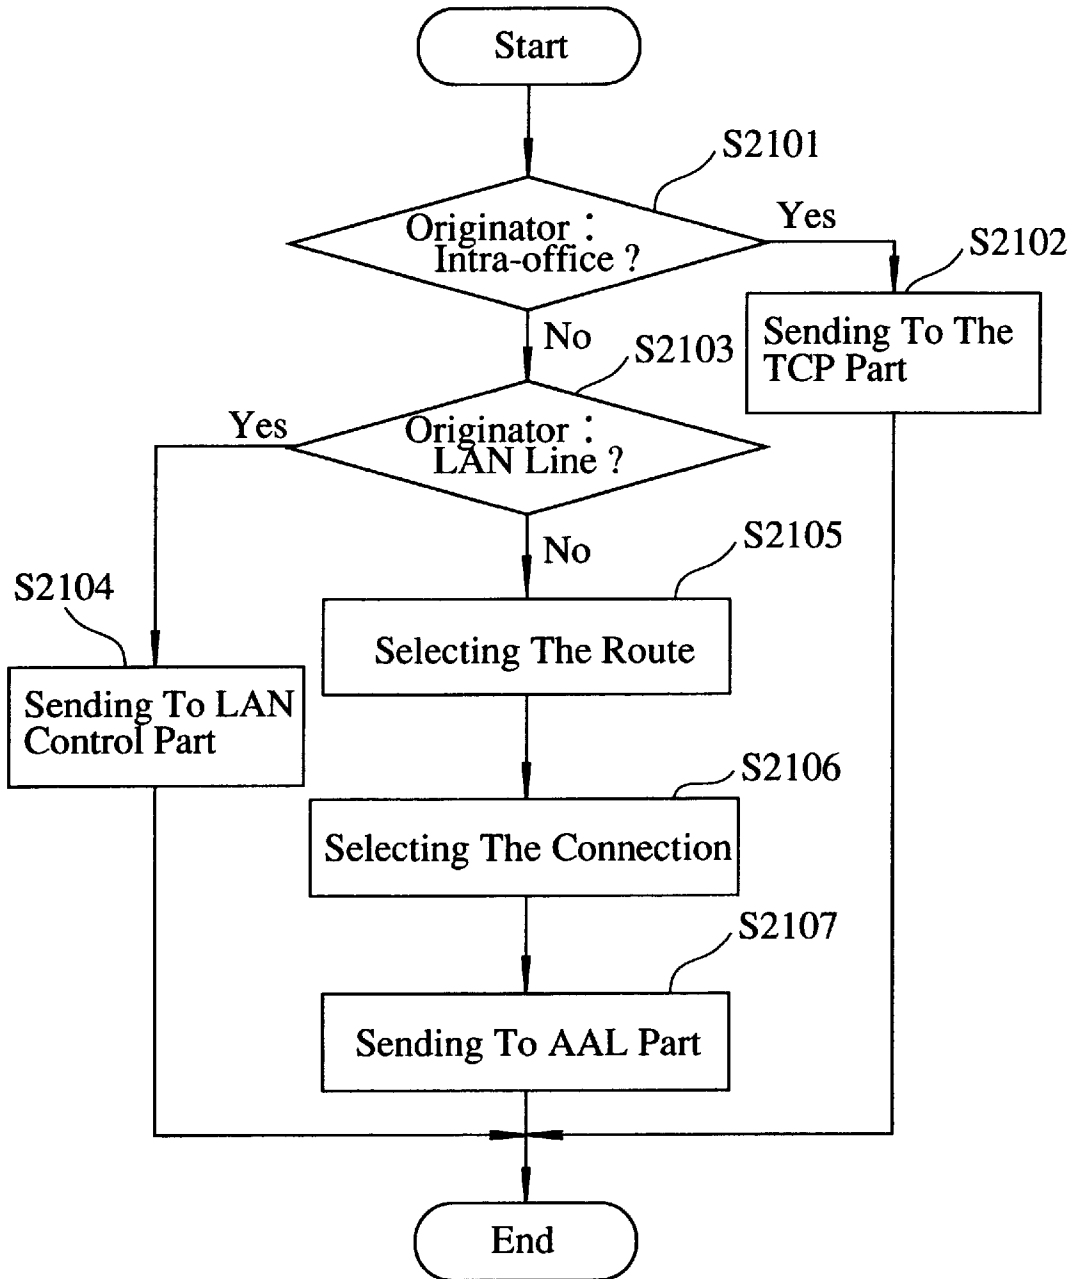 Start
S2101
Originator :
Intra-office ?
Yes
S2102
Sending To The
TCP Part
No
S2103
Originator :
LAN Line ?
Yes
No
S2105
S2104
Selecting The Route
Sending To LAN
Control Part
S2106
Selecting The Connection
S2107
Sending To AAL Part
End